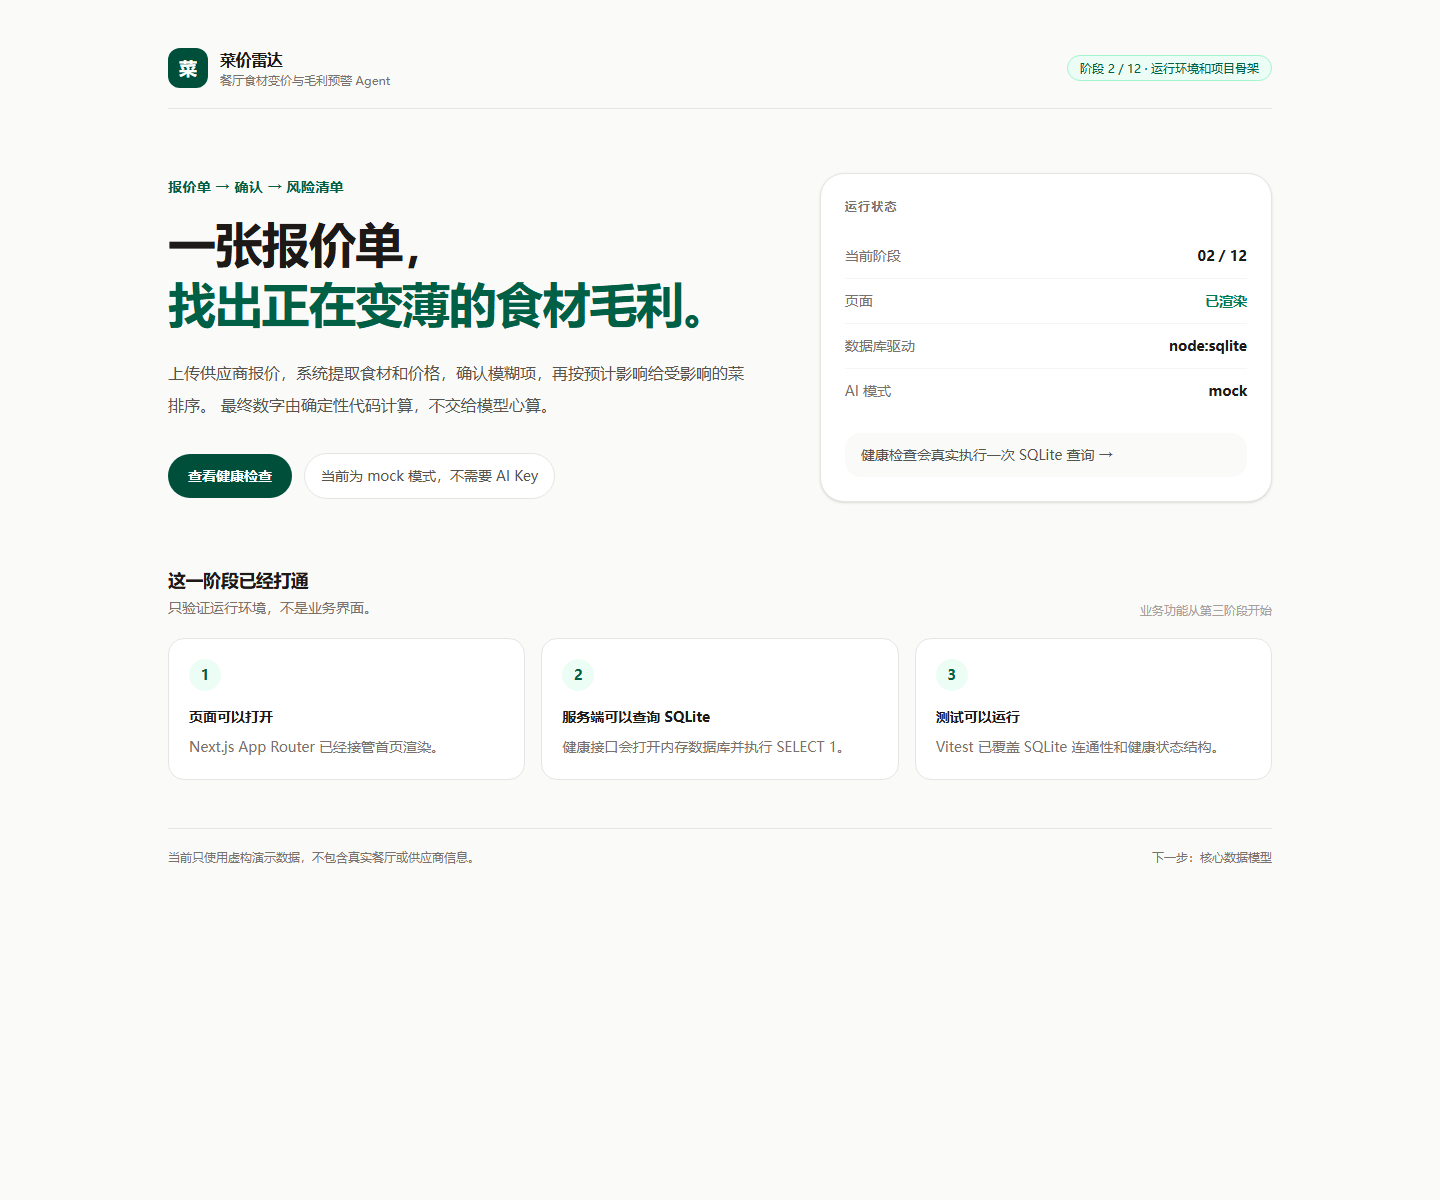 菜
菜价雷达
餐厅食材变价与毛利预警 Agent
阶段 2 / 12 · 运行环境和项目骨架
报价单 → 确认 → 风险清单
一张报价单，
找出正在变薄的食材毛利。
上传供应商报价，系统提取食材和价格，确认模糊项，再按预计影响给受影响的菜
排序。 最终数字由确定性代码计算，不交给模型心算。
查看健康检查
当前为 mock 模式，不需要 AI Key
运行状态
当前阶段 02 / 12
页面 已渲染
数据库驱动 node:sqlite
AI 模式 mock
健康检查会真实执行一次 SQLite 查询 →
这一阶段已经打通
只验证运行环境，不是业务界面。
业务功能从第三阶段开始
1
页面可以打开
Next.js App Router 已经接管首页渲染。
2
服务端可以查询 SQLite
健康接口会打开内存数据库并执行 SELECT 1。
3
测试可以运行
Vitest 已覆盖 SQLite 连通性和健康状态结构。
当前只使用虚构演示数据，不包含真实餐厅或供应商信息。
下一步：核心数据模型